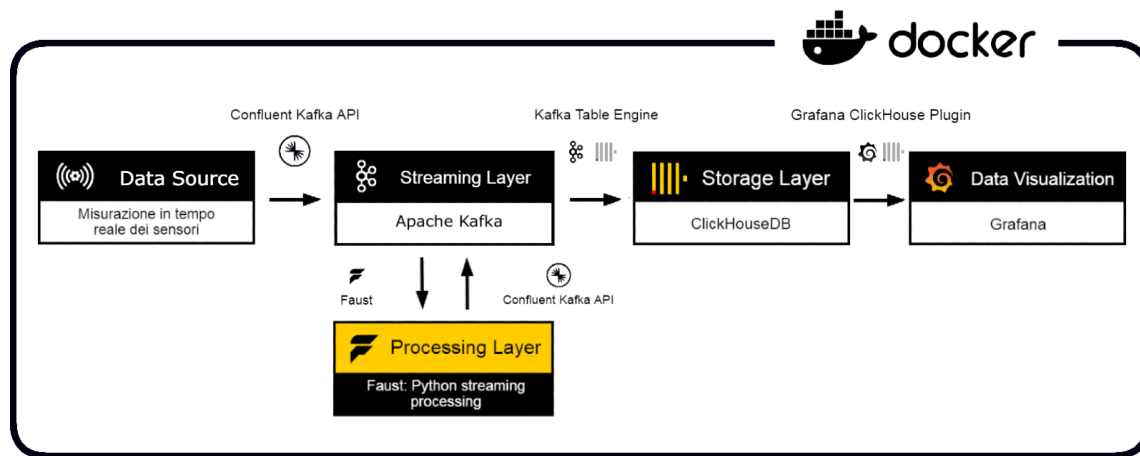 docker
Confluent Kafka API
Kafka Table Engine
Grafana ClickHouse Plugin
Data Source
Misurazione in tempo
reale dei sensori
Streaming Layer
Apache Kafka
Storage Layer
ClickHouseDB
Data Visualization
Grafana
Faust
Confluent Kafka API
Processing Layer
Faust: Python streaming
processing